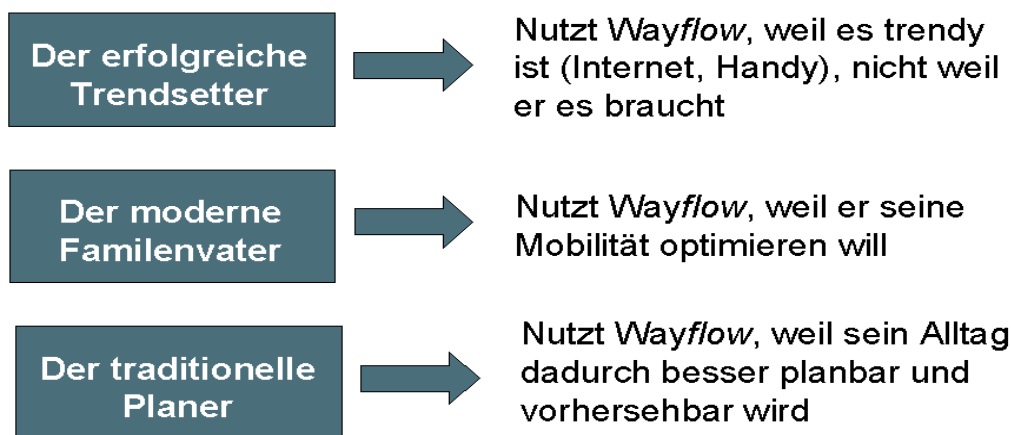 Der erfolgreiche
Trendsetter
Nutzt Wayflow, weil es trendy
ist (Internet, Handy), nicht weil
er es braucht
Der moderne
Familenvater
Nutzt Wayflow, weil er seine
Mobilität optimieren will
Der traditionelle
Planer
Nutzt Wayflow, weil sein Alltag
dadurch besser planbar und
vorhersehbar wird